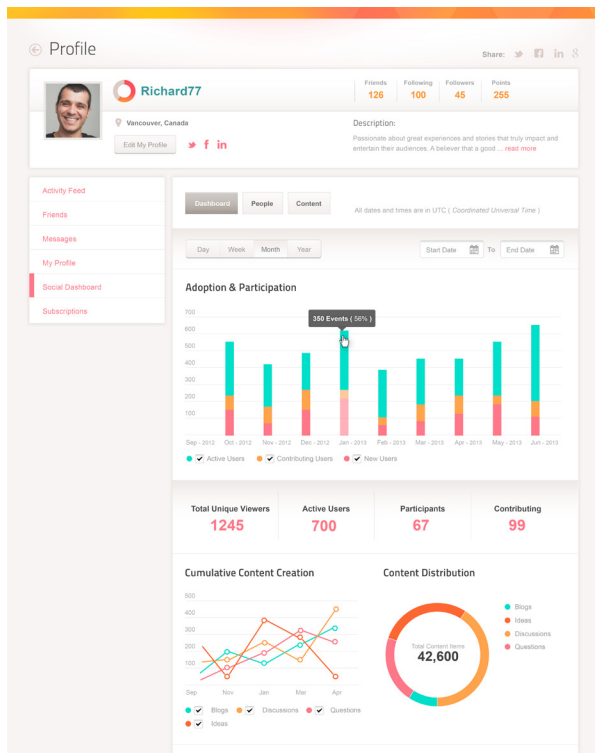 Profile
Share:
Richard77
Friends Following Followers Points
126 100 45 255
Vancouver, Canada
Edit My Profile
Description:
Passionate about great experiences and stories that truly impact and
entertain their audiences. A believer that a good ... read more
Activity Feed
Friends
Messages
My Profile
Social Dashboard
Subscriptions
Dashboard People Content
All dates and times are in UTC ( Coordinated Universal Time )
Day Week Month Year
Start Date To End Date
Adoption & Participation
700
350 Events ( 56% )
600
500
400
300
200
100
Sep - 2012 Oct - 2012 Nov - 2012 Dec - 2012 Jan - 2013 Feb - 2013 Mar - 2013 Apr - 2013 May - 2013 Jun - 2013
Active Users Contributing Users New Users
Total Unique Viewers Active Users Participants Contributing
1245 700 67 99
Cumulative Content Creation
500
400
300
200
100
Sep Nov Jan Mar Apr
Blogs Discussions Questions
Ideas
Content Distribution
Total Content Items
42,600
Blogs
Ideas
Discussions
Questions